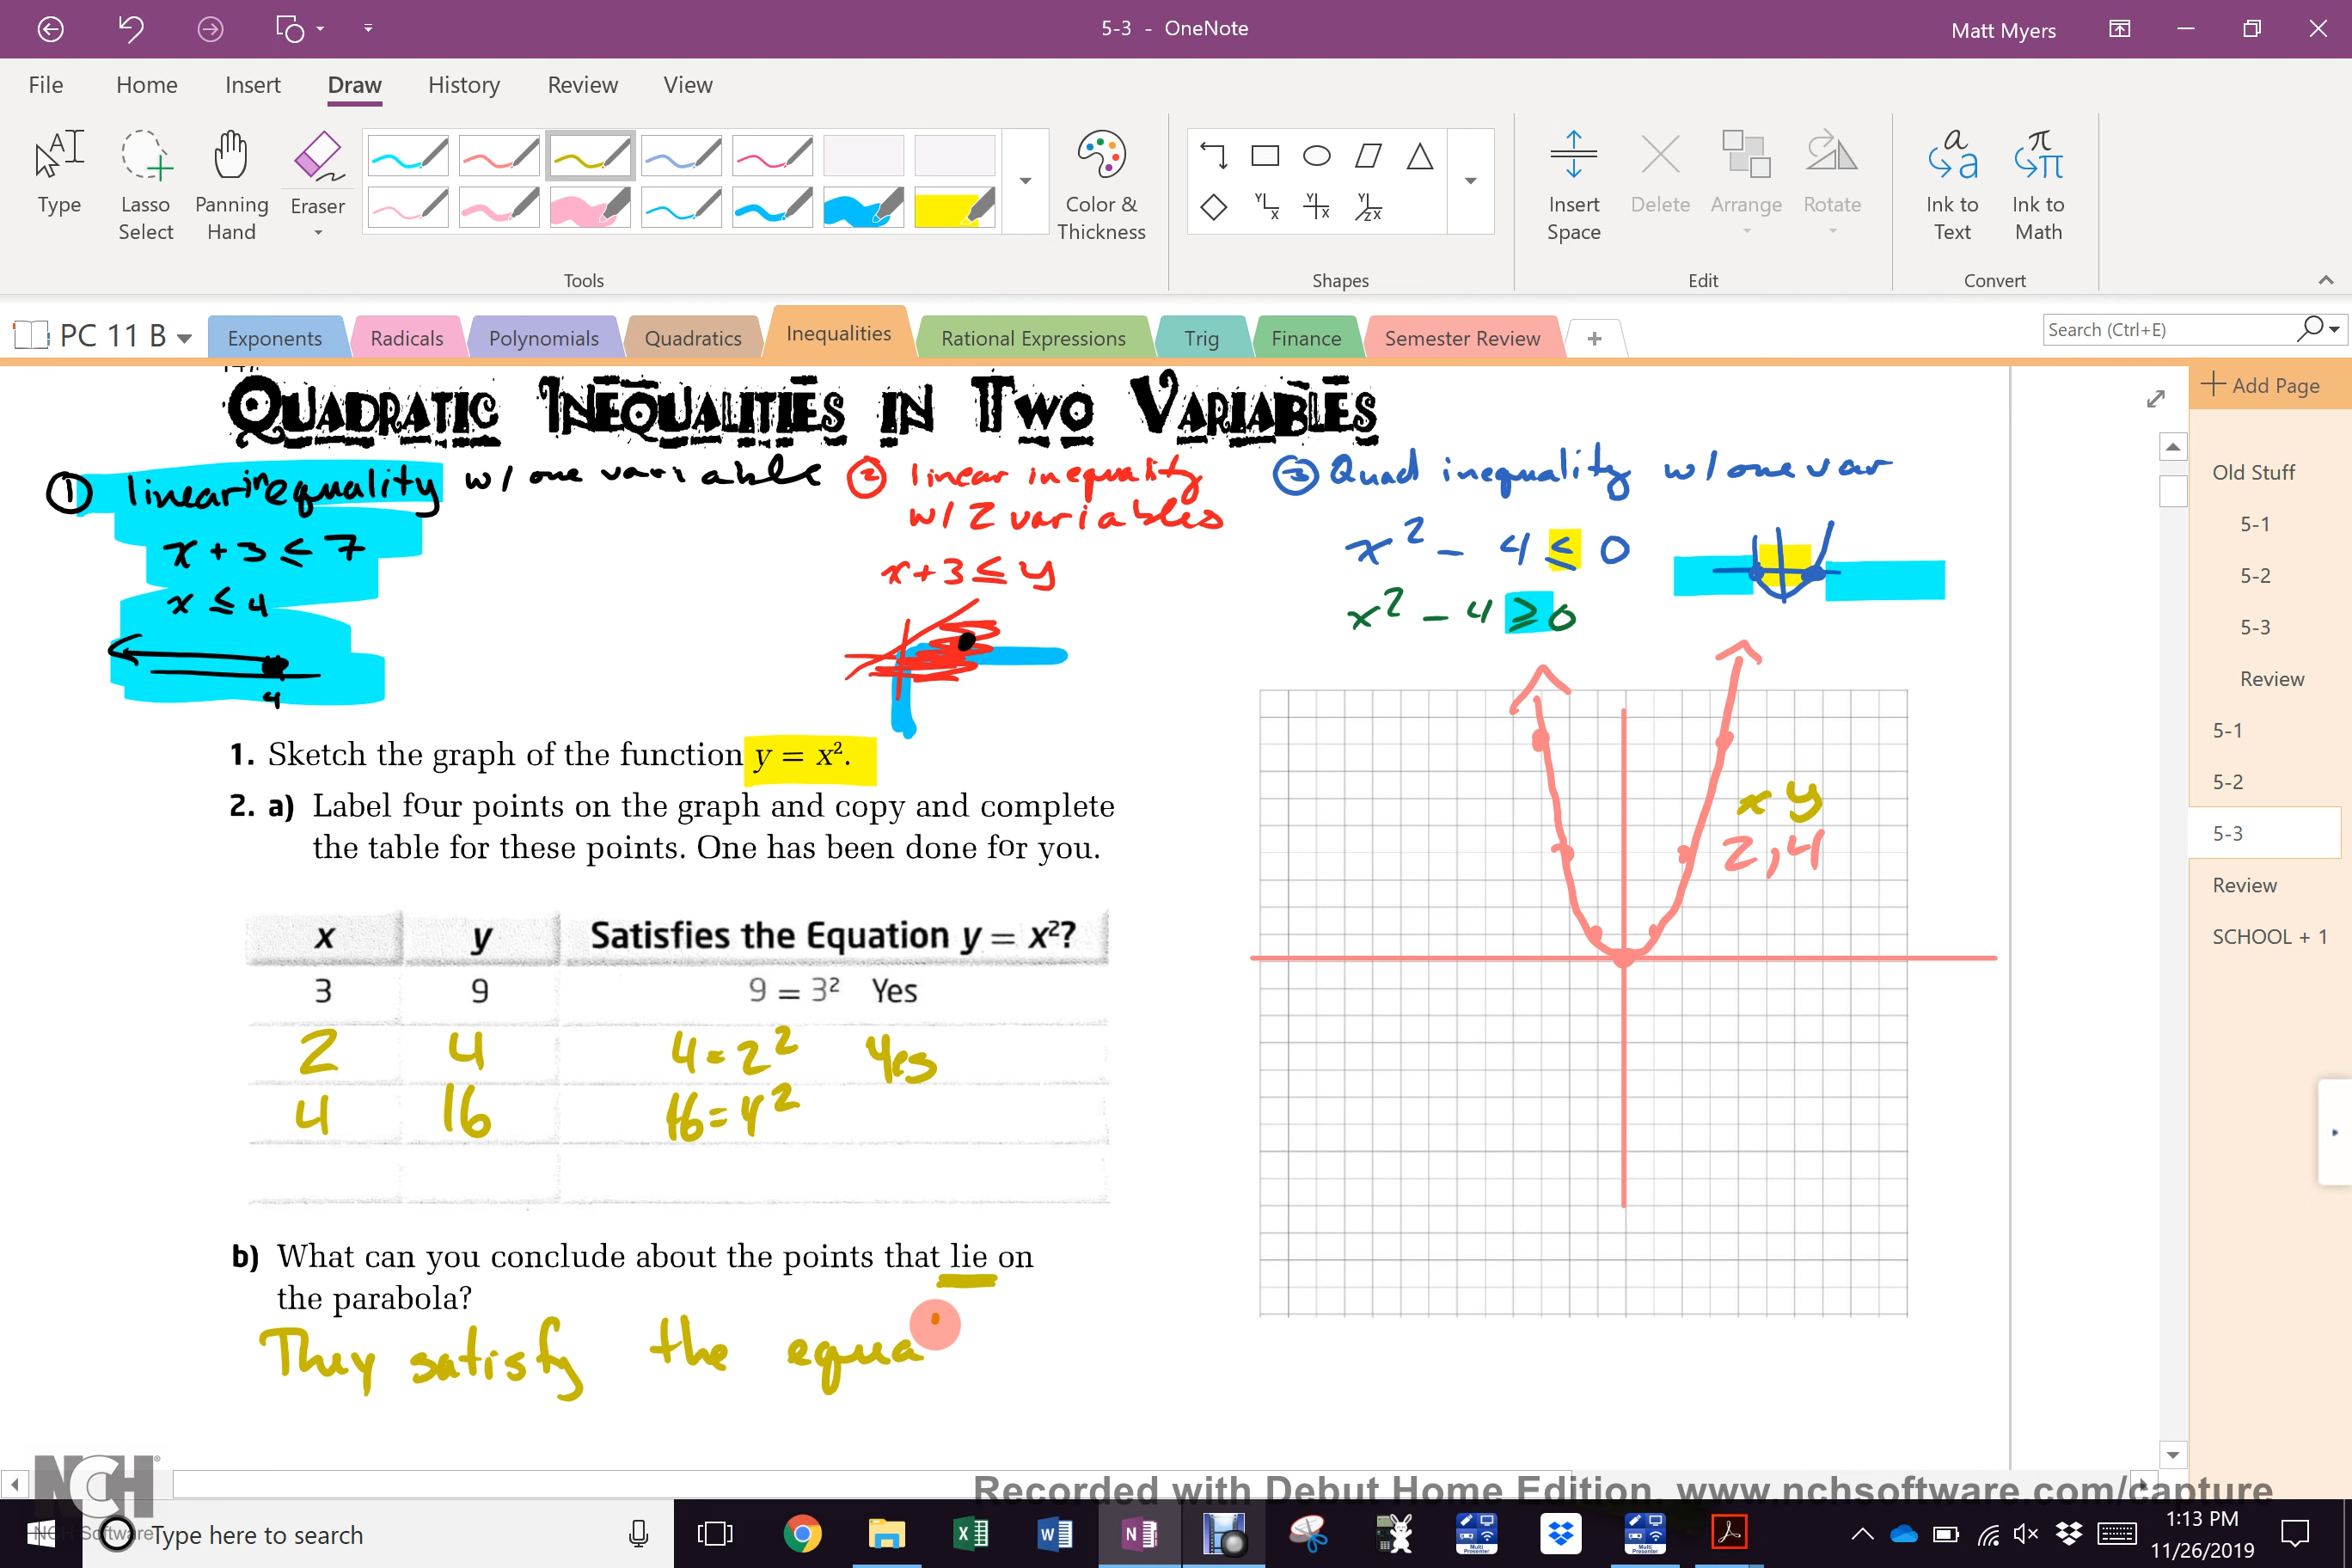 5-3 - OneNote
Matt Myers
File Home Insert Draw History Review View
Type
Lasso Select
Panning Hand
Eraser
Color & Thickness
Insert Space
Delete
Arrange
Rotate
Ink to Text
Ink to Math
Tools
Shapes
Edit
Convert
PC 11 B
Exponents Radicals Polynomials Quadratics Inequalities Rational Expressions Trig Finance Semester Review +
Search (Ctrl+E)
QUADRATIC INEQUALITIES IN TWO VARIABLES
① linear inequality w/ one variable
x + 3 ≤ 7
x ≤ 4
4
② linear inequality
w/ 2 variables
x + 3 ≤ y
③ Quad inequality w/ one var
x² - 4 ≤ 0
x² - 4 ≥ 0
1. Sketch the graph of the function y = x².
2. a) Label four points on the graph and copy and complete
the table for these points. One has been done for you.
x y Satisfies the Equation y = x²?
3 9 9 = 3² Yes
2 4 4 = 2² Yes
4 16 16 = 4²
b) What can you conclude about the points that lie on
the parabola?
They satisfy the equa
x y
2, 4
Add Page
Old Stuff
5-1
5-2
5-3
Review
5-1
5-2
5-3
Review
SCHOOL + 1
NCH
NCH Software
Recorded with Debut Home Edition. www.nchsoftware.com/capture
Type here to search
1:13 PM
11/26/2019